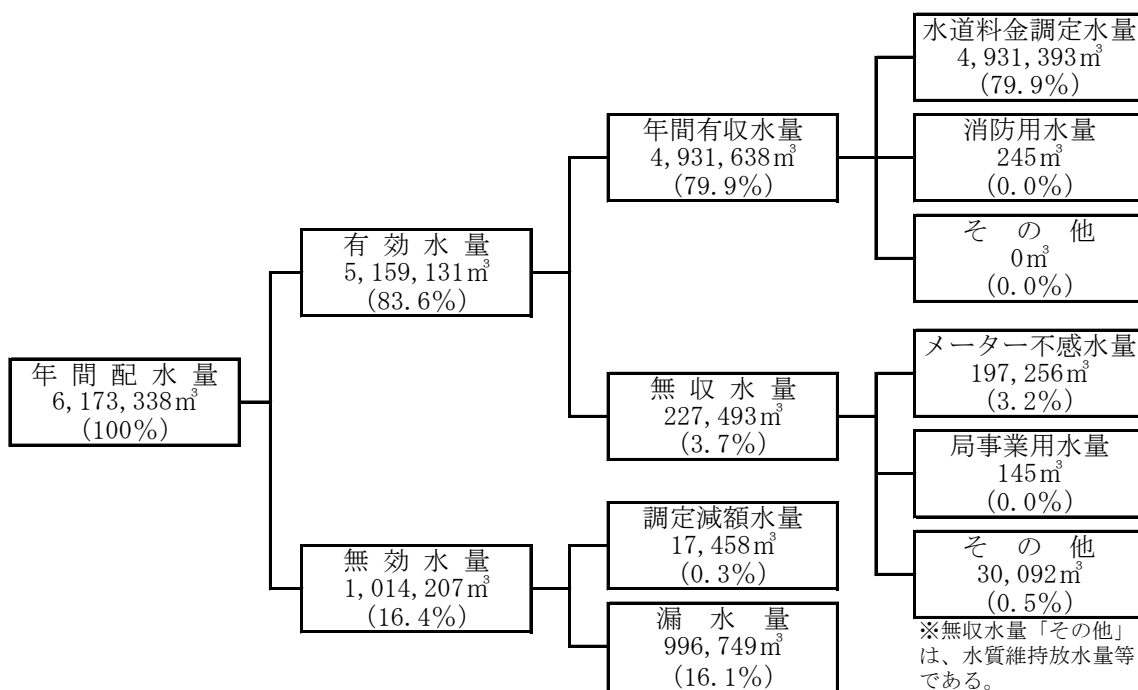 年間配水量
6,173,338㎥
(100%)
有効水量
5,159,131㎥
(83.6%)
無効水量
1,014,207㎥
(16.4%)
年間有収水量
4,931,638㎥
(79.9%)
無収水量
227,493㎥
(3.7%)
調定減額水量
17,458㎥
(0.3%)
漏水量
996,749㎥
(16.1%)
水道料金調定水量
4,931,393㎥
(79.9%)
消防用水量
245㎥
(0.0%)
その他
0㎥
(0.0%)
メーター不感水量
197,256㎥
(3.2%)
局事業用水量
145㎥
(0.0%)
その他
30,092㎥
(0.5%)
※無収水量「その他」
は、水質維持放水量等
である。